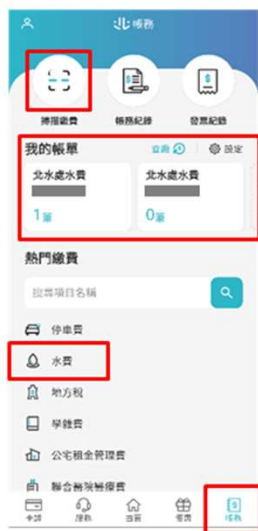 帳務
掃描繳費 帳務紀錄 發票紀錄
我的帳單 查詢 設定
北水處水費 北水處水費
1筆 0筆
熱門繳費
搜尋項目名稱
停車費
水費
地方稅
學雜費
公宅租金管理費
聯合醫院醫療費
卡證 服務 首頁 優惠 帳務